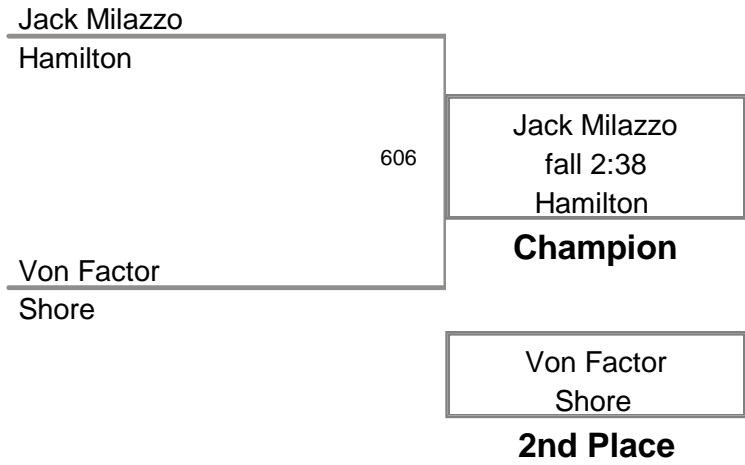 Jack Milazzo
Hamilton
606
Jack Milazzo
fall 2:38
Hamilton
Champion
Von Factor
Shore
Von Factor
Shore
2nd Place